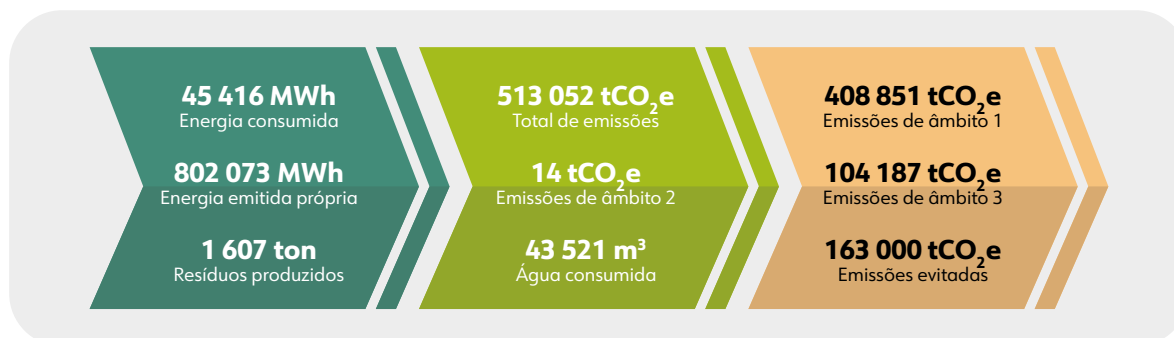 45 416 MWh
Energia consumida
802 073 MWh
Energia emitida própria
1 607 ton
Resíduos produzidos
513 052 tCO₂e
Total de emissões
14 tCO₂e
Emissões de âmbito 2
43 521 m³
Água consumida
408 851 tCO₂e
Emissões de âmbito 1
104 187 tCO₂e
Emissões de âmbito 3
163 000 tCO₂e
Emissões evitadas